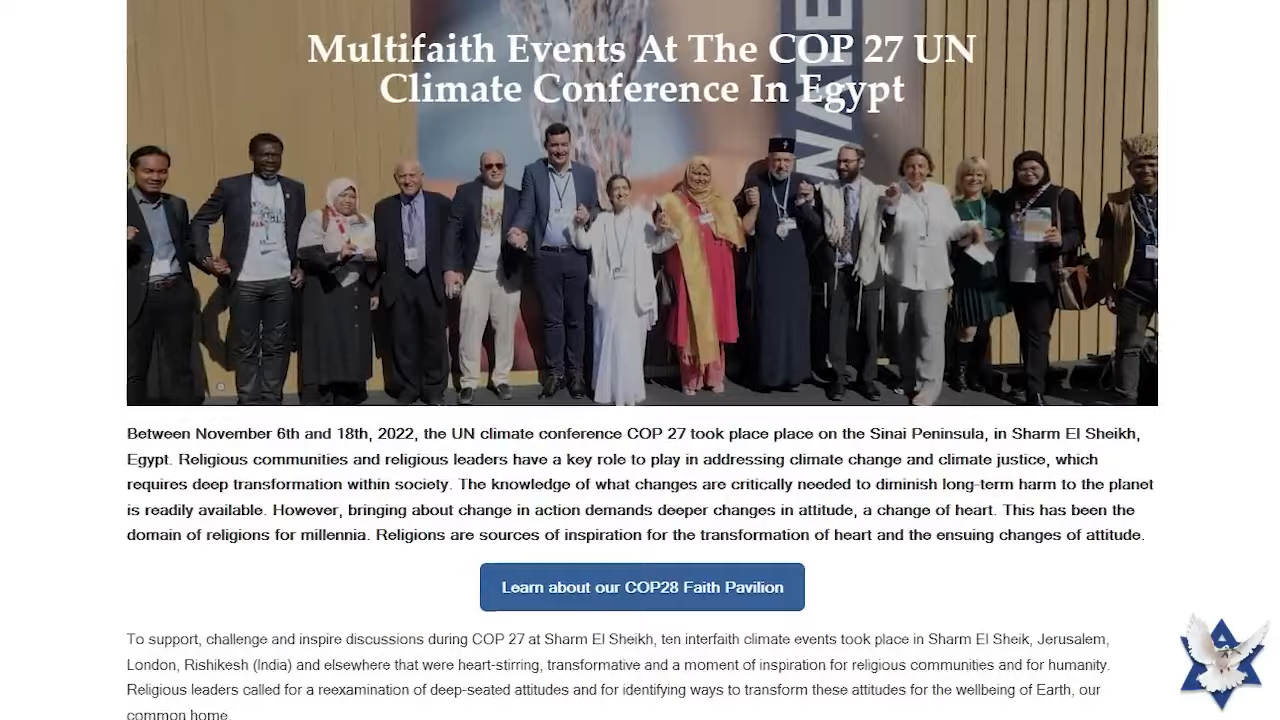 Multifaith Events At The COP 27 UN
Climate Conference In Egypt
NATE
Between November 6th and 18th, 2022, the UN climate conference COP 27 took place place on the Sinai Peninsula, in Sharm El Sheikh,
Egypt. Religious communities and religious leaders have a key role to play in addressing climate change and climate justice, which
requires deep transformation within society. The knowledge of what changes are critically needed to diminish long-term harm to the planet
is readily available. However, bringing about change in action demands deeper changes in attitude, a change of heart. This has been the
domain of religions for millennia. Religions are sources of inspiration for the transformation of heart and the ensuing changes of attitude.
Learn about our COP28 Faith Pavilion
To support, challenge and inspire discussions during COP 27 at Sharm El Sheikh, ten interfaith climate events took place in Sharm El Sheik, Jerusalem,
London, Rishikesh (India) and elsewhere that were heart-stirring, transformative and a moment of inspiration for religious communities and for humanity.
Religious leaders called for a reexamination of deep-seated attitudes and for identifying ways to transform these attitudes for the wellbeing of Earth, our
common home.